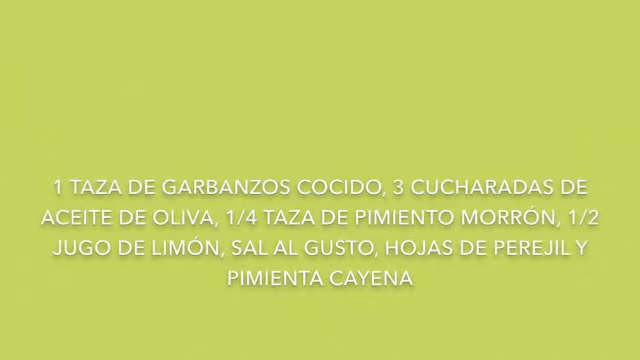 1 TAZA DE GARBANZOS COCIDO, 3 CUCHARADAS DE
ACEITE DE OLIVA, 1/4 TAZA DE PIMIENTO MORRÓN, 1/2
JUGO DE LIMÓN, SAL AL GUSTO, HOJAS DE PEREJIL Y
PIMIENTA CAYENA